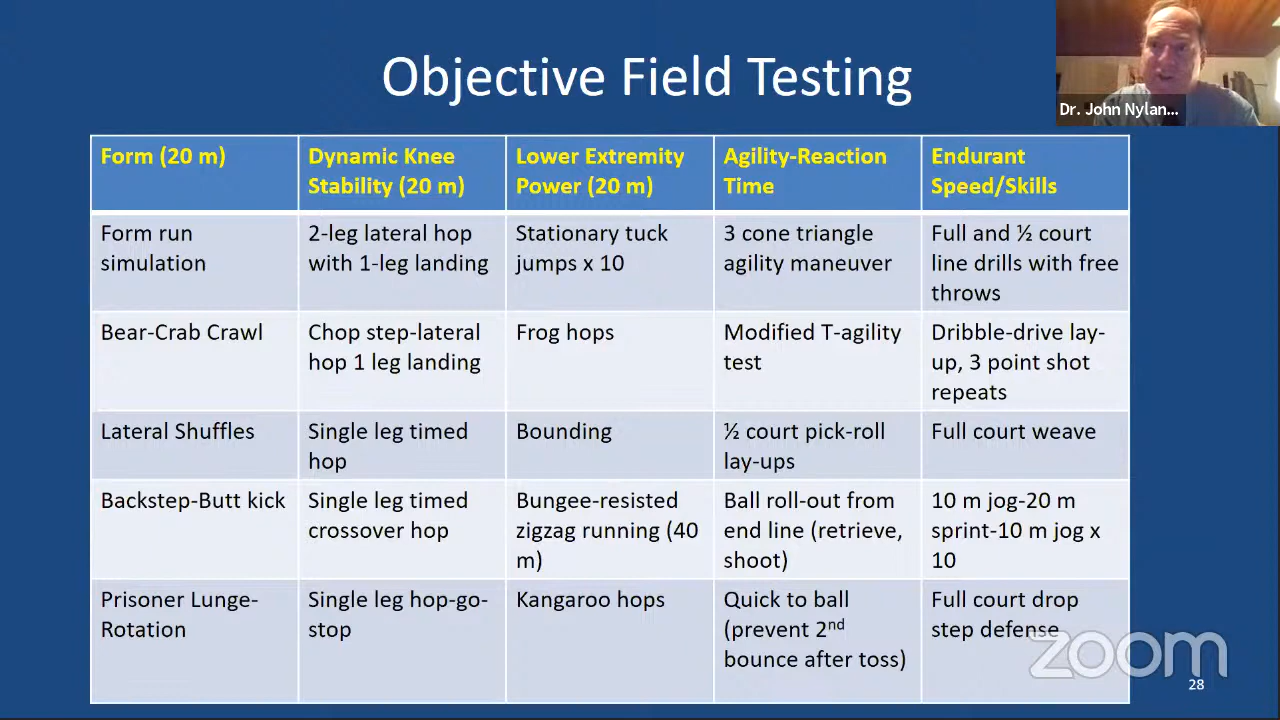 Objective Field Testing
Dr. John Nylan...
Form (20 m)
Dynamic Knee
Stability (20 m)
Lower Extremity
Power (20 m)
Agility-Reaction
Time
Endurant
Speed/Skills
Form run
simulation
2-leg lateral hop
with 1-leg landing
Stationary tuck
jumps x 10
3 cone triangle
agility maneuver
Full and ½ court
line drills with free
throws
Bear-Crab Crawl
Chop step-lateral
hop 1 leg landing
Frog hops
Modified T-agility
test
Dribble-drive lay-
up, 3 point shot
repeats
Lateral Shuffles
Single leg timed
hop
Bounding
½ court pick-roll
lay-ups
Full court weave
Backstep-Butt kick
Single leg timed
crossover hop
Bungee-resisted
zigzag running (40
m)
Ball roll-out from
end line (retrieve,
shoot)
10 m jog-20 m
sprint-10 m jog x
10
Prisoner Lunge-
Rotation
Single leg hop-go-
stop
Kangaroo hops
Quick to ball
(prevent 2nd
bounce after toss)
Full court drop
step defense
zoom
28